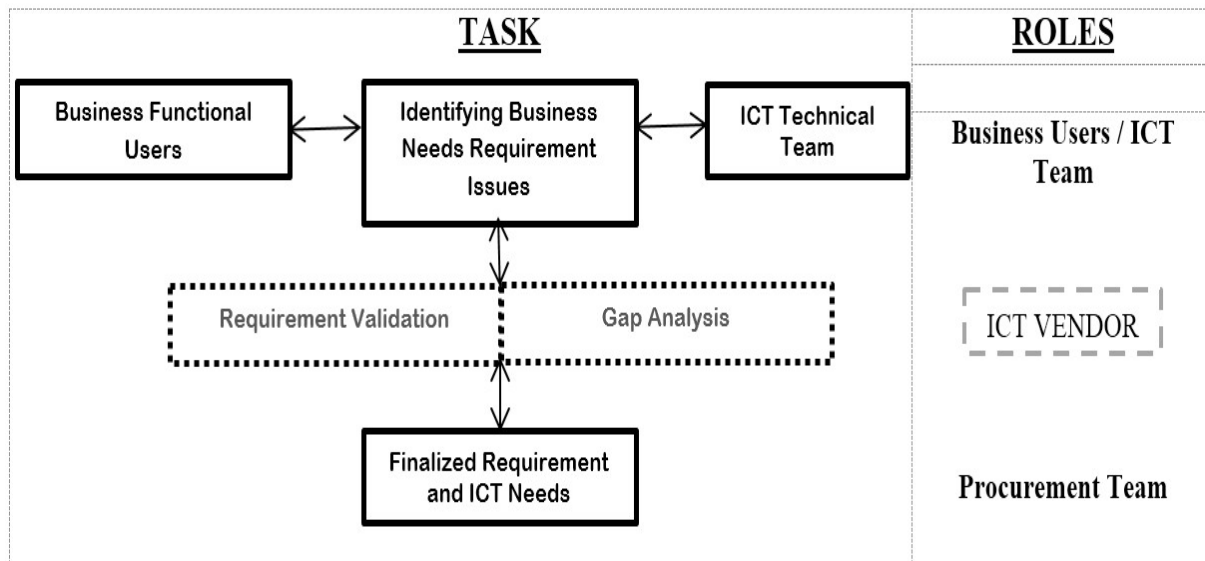 TASK
ROLES
Business Functional
Users
Identifying Business
Needs Requirement
Issues
ICT Technical
Team
Business Users / ICT
Team
Requirement Validation
Gap Analysis
ICT VENDOR
Finalized Requirement
and ICT Needs
Procurement Team